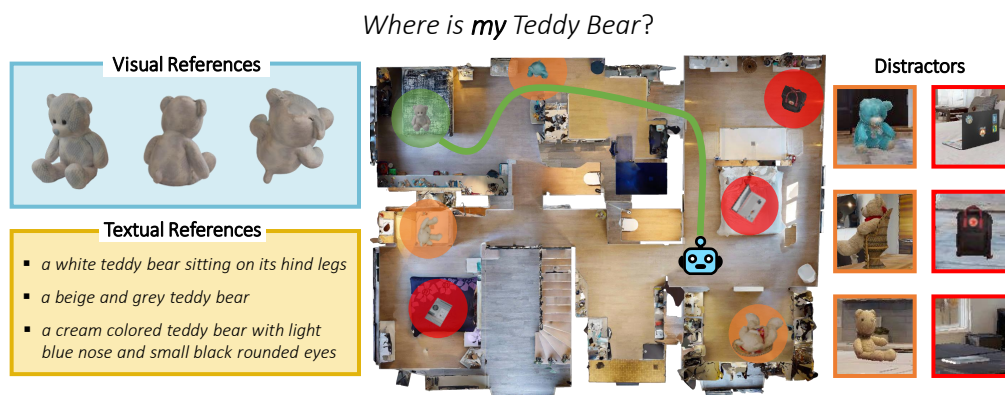 Where is my Teddy Bear?
Visual References
Textual References
▪ a white teddy bear sitting on its hind legs
▪ a beige and grey teddy bear
▪ a cream colored teddy bear with light
blue nose and small black rounded eyes
Distractors